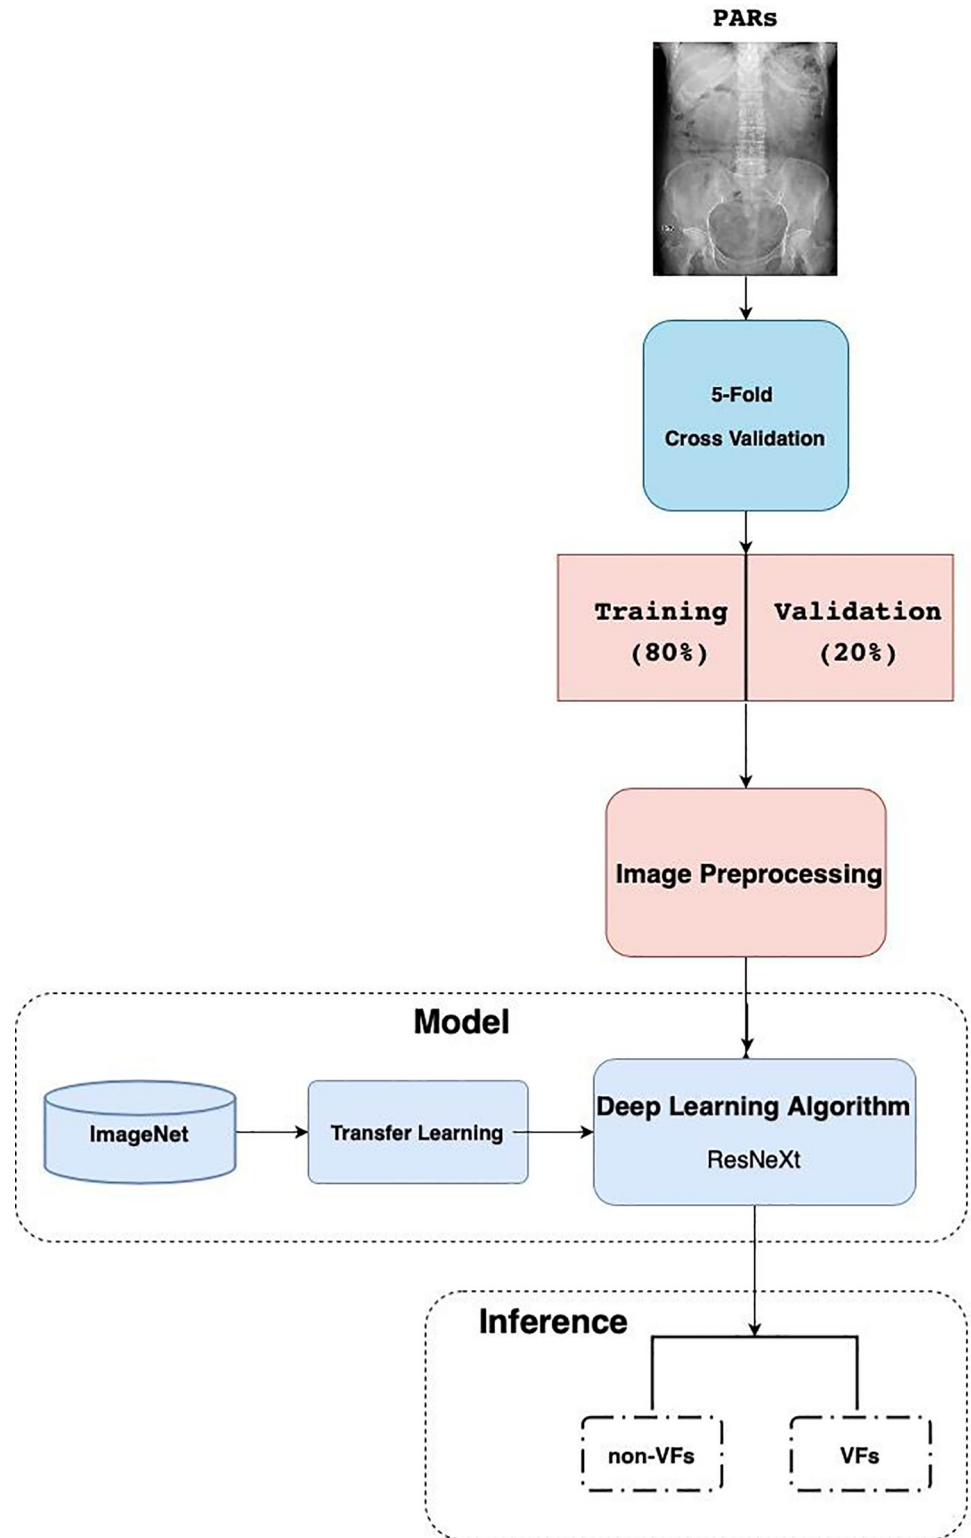 PARs
5-Fold
Cross Validation
Training
(80%)
Validation
(20%)
Image Preprocessing
Model
ImageNet
Transfer Learning
Deep Learning Algorithm
ResNeXt
Inference
non-VFs
VFs